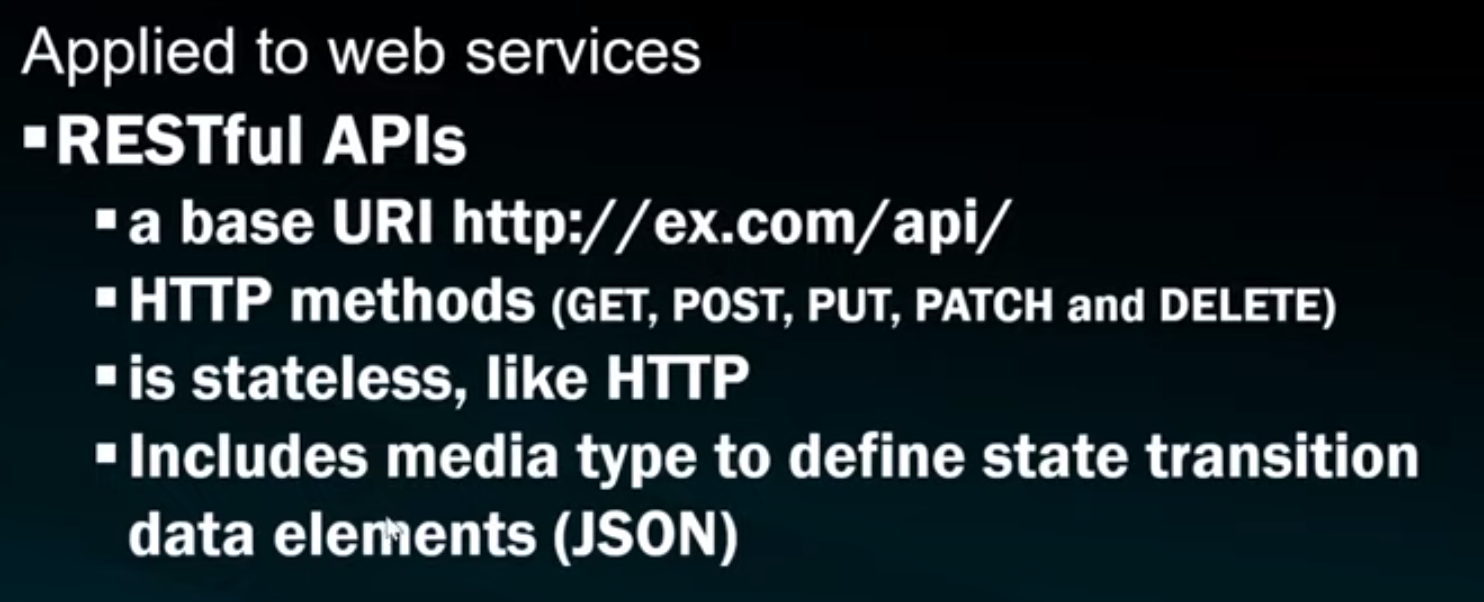 Applied to web services
▪RESTful APIs
▪a base URI http://ex.com/api/
▪HTTP methods (GET, POST, PUT, PATCH and DELETE)
▪is stateless, like HTTP
▪Includes media type to define state transition
data elements (JSON)